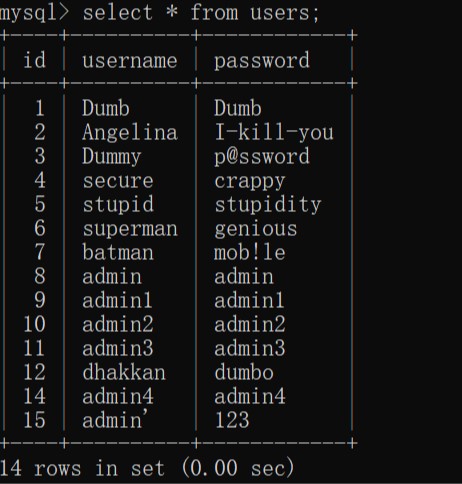 mysql> select * from users;
+----+----------+------------+
| id | username | password   |
+----+----------+------------+
|  1 | Dumb     | Dumb       |
|  2 | Angelina | I-kill-you |
|  3 | Dummy    | p@ssword   |
|  4 | secure   | crappy     |
|  5 | stupid   | stupidity  |
|  6 | superman | genious    |
|  7 | batman   | mob!le     |
|  8 | admin    | admin      |
|  9 | admin1   | admin1     |
| 10 | admin2   | admin2     |
| 11 | admin3   | admin3     |
| 12 | dhakkan  | dumbo      |
| 14 | admin4   | admin4     |
| 15 | admin'   | 123        |
+----+----------+------------+
14 rows in set (0.00 sec)